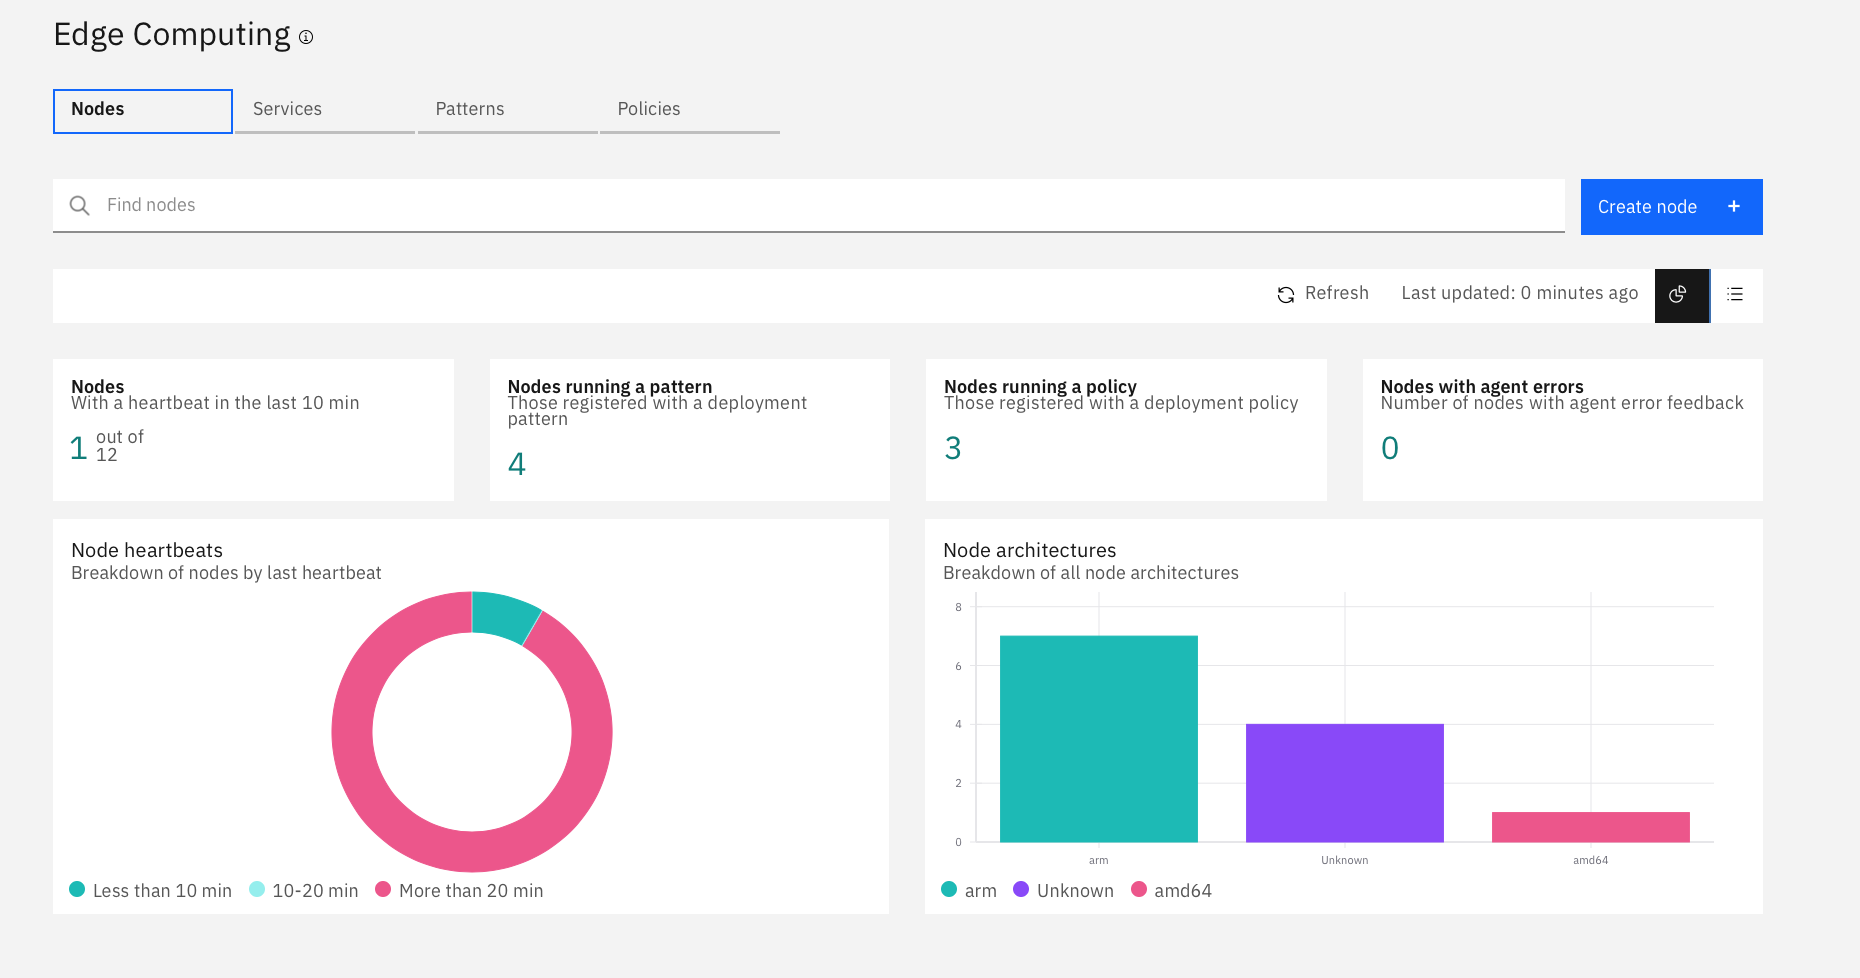 Edge Computing
Nodes
Services
Patterns
Policies
Find nodes
Create node +
Refresh
Last updated: 0 minutes ago
Nodes
With a heartbeat in the last 10 min
1 out of
12
Nodes running a pattern
Those registered with a deployment
pattern
4
Nodes running a policy
Those registered with a deployment policy
3
Nodes with agent errors
Number of nodes with agent error feedback
0
Node heartbeats
Breakdown of nodes by last heartbeat
Less than 10 min
10-20 min
More than 20 min
Node architectures
Breakdown of all node architectures
8
6
4
2
0
arm
Unknown
amd64
arm
Unknown
amd64